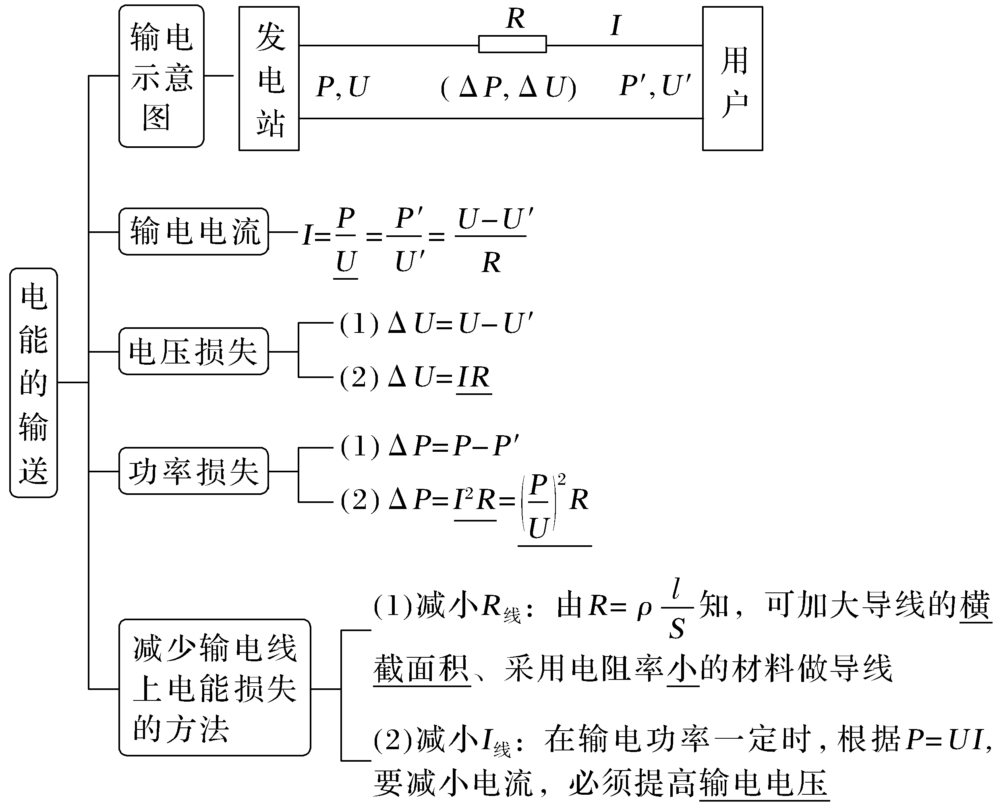 电能的输送
输电示意图
发电站
R
I
P,U
(ΔP,ΔU)
P′,U′
用户
输电电流
I=P/U=P′/U′=(U-U′)/R
电压损失
(1)ΔU=U-U′
(2)ΔU=IR
功率损失
(1)ΔP=P-P′
(2)ΔP=I²R=(P/U)²R
减少输电线
上电能损失
的方法
(1)减小R线：由R=ρl/S知，可加大导线的横
截面积、采用电阻率小的材料做导线
(2)减小I线：在输电功率一定时,根据P=UI,
要减小电流，必须提高输电电压